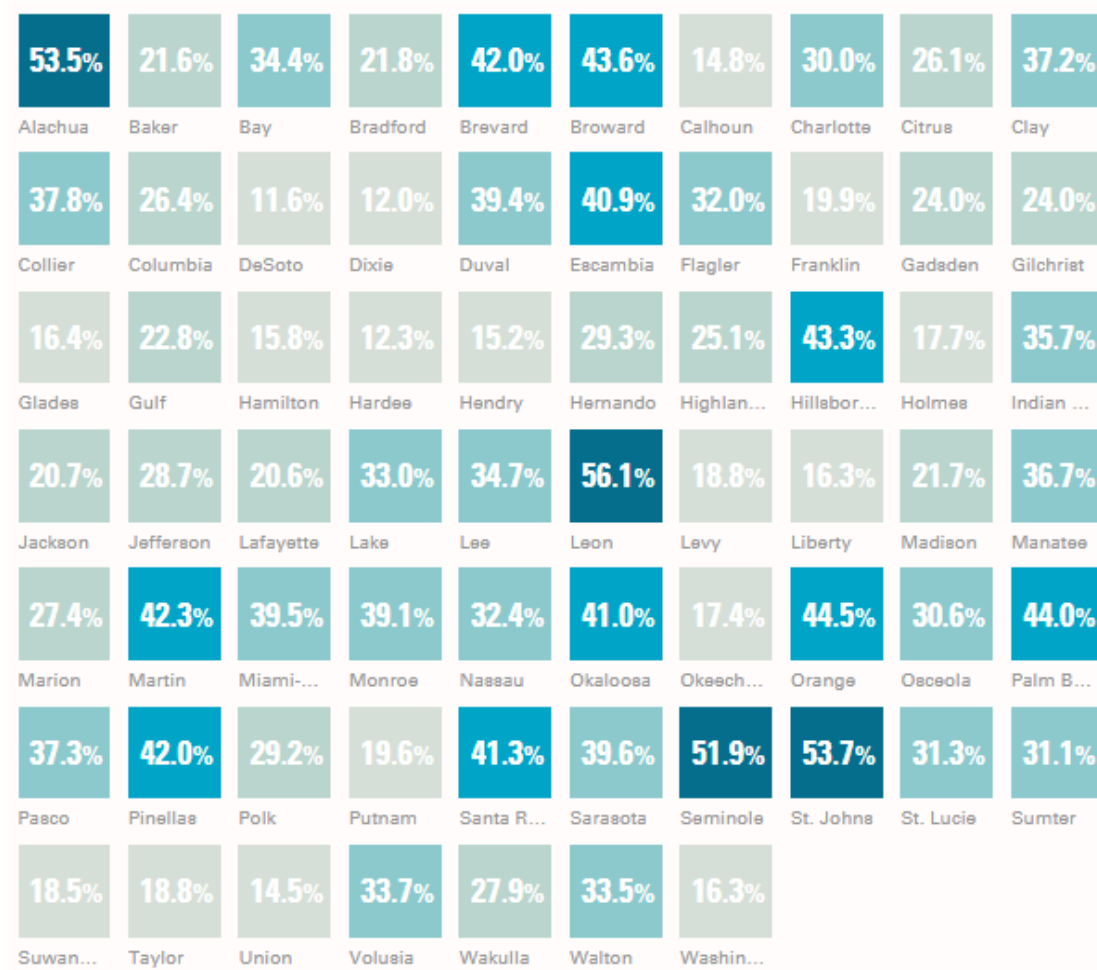 53.5% 21.6% 34.4% 21.8% 42.0% 43.6% 14.8% 30.0% 26.1% 37.2%
Alachua Baker Bay Bradford Brevard Broward Calhoun Charlotte Citrus Clay
37.8% 26.4% 11.6% 12.0% 39.4% 40.9% 32.0% 19.9% 24.0% 24.0%
Collier Columbia DeSoto Dixie Duval Escambia Flagler Franklin Gadsden Gilchrist
16.4% 22.8% 15.8% 12.3% 15.2% 29.3% 25.1% 43.3% 17.7% 35.7%
Glades Gulf Hamilton Hardee Hendry Hernando Highlan... Hillsbor... Holmes Indian ...
20.7% 28.7% 20.6% 33.0% 34.7% 56.1% 18.8% 16.3% 21.7% 36.7%
Jackson Jefferson Lafayette Lake Lee Leon Levy Liberty Madison Manatee
27.4% 42.3% 39.5% 39.1% 32.4% 41.0% 17.4% 44.5% 30.6% 44.0%
Marion Martin Miami-... Monroe Nassau Okaloosa Okeech... Orange Osceola Palm B...
37.3% 42.0% 29.2% 19.6% 41.3% 39.6% 51.9% 53.7% 31.3% 31.1%
Pasco Pinellas Polk Putnam Santa R... Sarasota Seminole St. Johns St. Lucie Sumter
18.5% 18.8% 14.5% 33.7% 27.9% 33.5% 16.3%
Suwan... Taylor Union Volusia Wakulla Walton Washin...